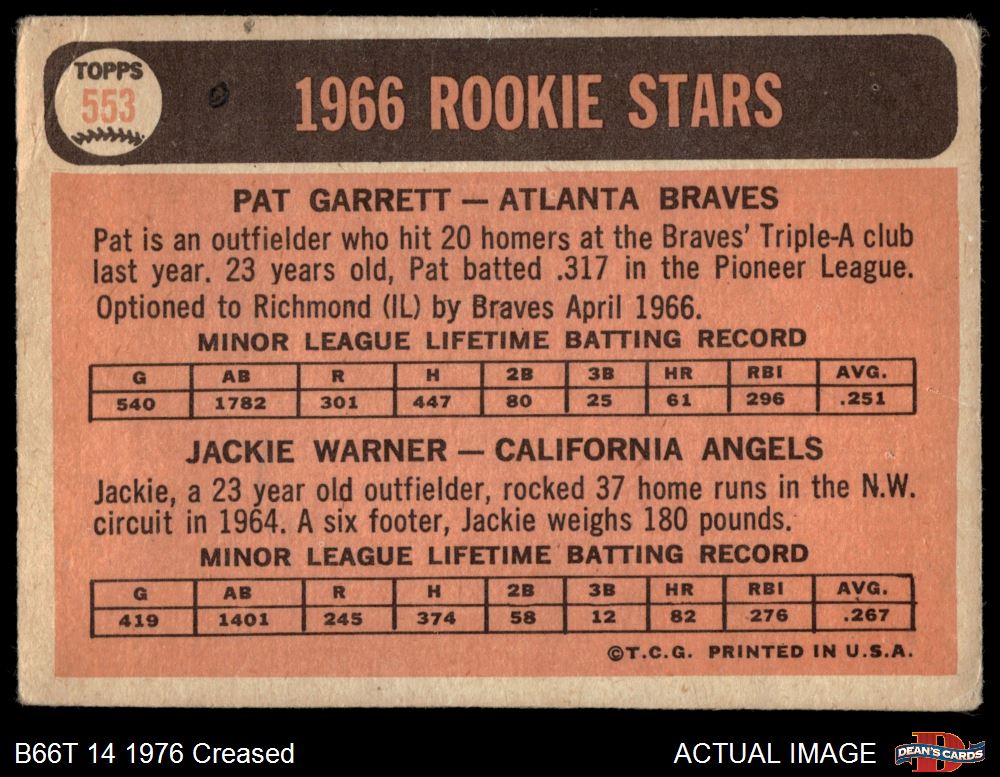 TOPPS
553
1966 ROOKIE STARS
PAT GARRETT — ATLANTA BRAVES
Pat is an outfielder who hit 20 homers at the Braves' Triple-A club
last year. 23 years old, Pat batted .317 in the Pioneer League.
Optioned to Richmond (IL) by Braves April 1966.
MINOR LEAGUE LIFETIME BATTING RECORD
G AB R H 2B 3B HR RBI AVG.
540 1782 301 447 80 25 61 296 .251
JACKIE WARNER — CALIFORNIA ANGELS
Jackie, a 23 year old outfielder, rocked 37 home runs in the N.W.
circuit in 1964. A six footer, Jackie weighs 180 pounds.
MINOR LEAGUE LIFETIME BATTING RECORD
G AB R H 2B 3B HR RBI AVG.
419 1401 245 374 58 12 82 276 .267
©T.C.G. PRINTED IN U.S.A.
B66T 14 1976 Creased
ACTUAL IMAGE
DEAN'S CARDS